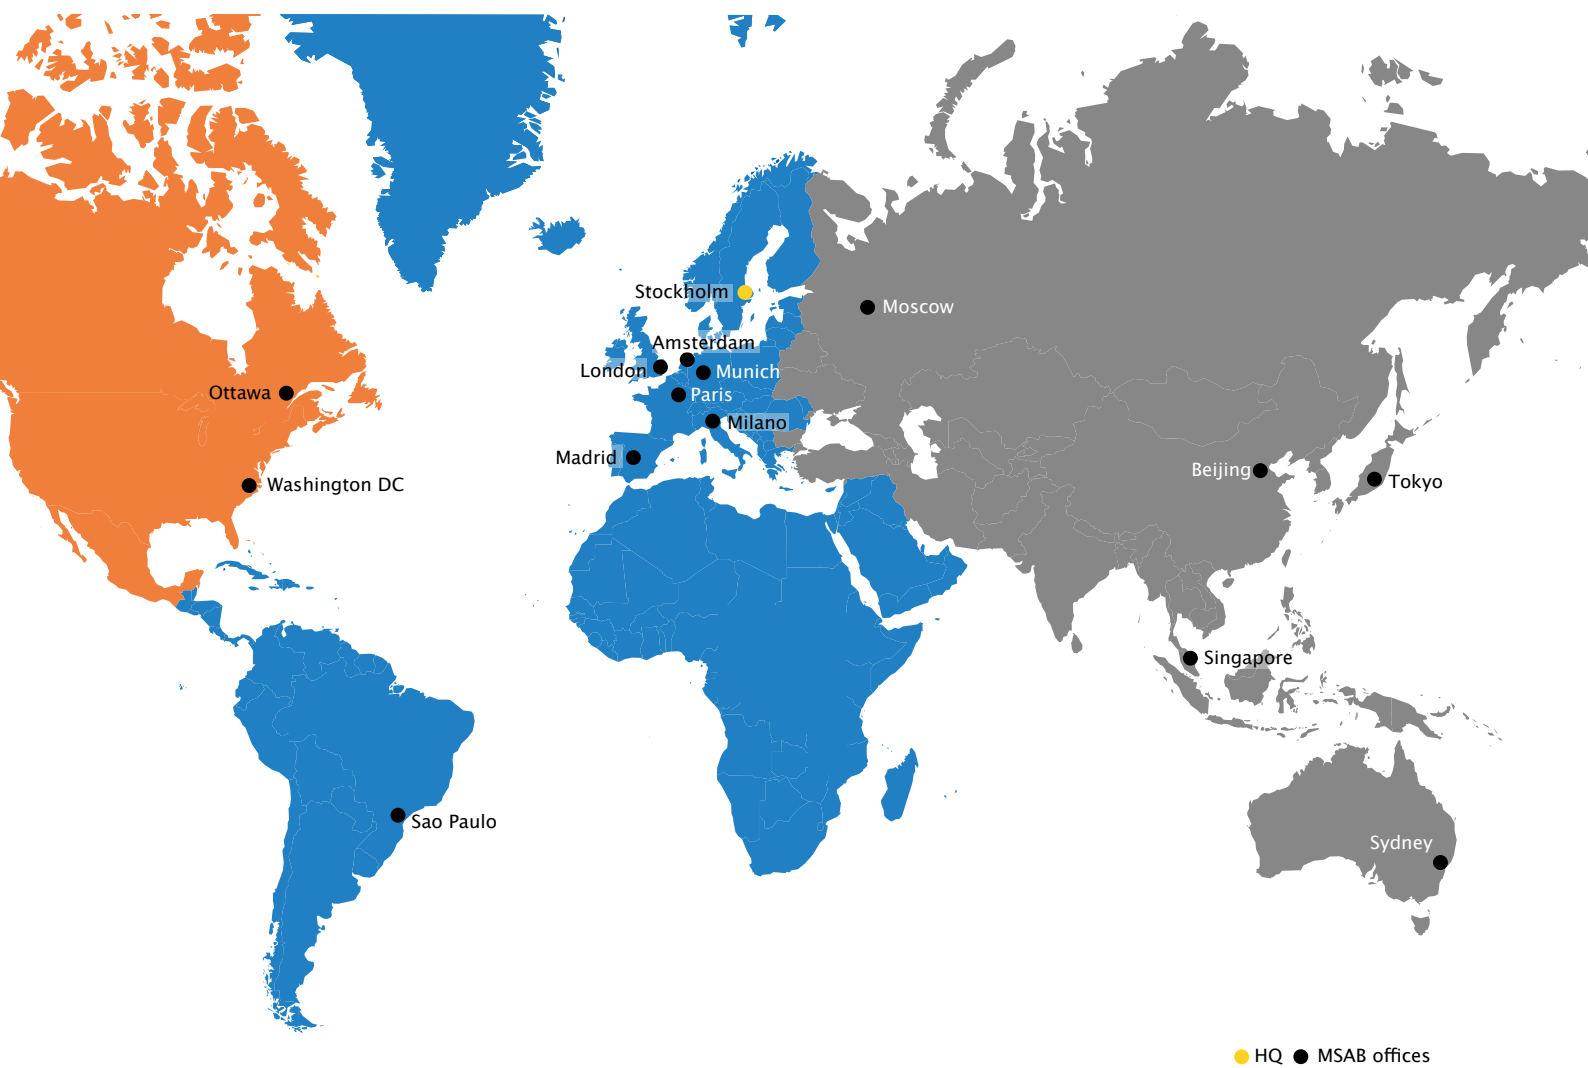 Stockholm
Moscow
Amsterdam
London
Munich
Ottawa
Paris
Milano
Madrid
Beijing
Washington DC
Tokyo
Singapore
Sao Paulo
Sydney
HQ MSAB offices